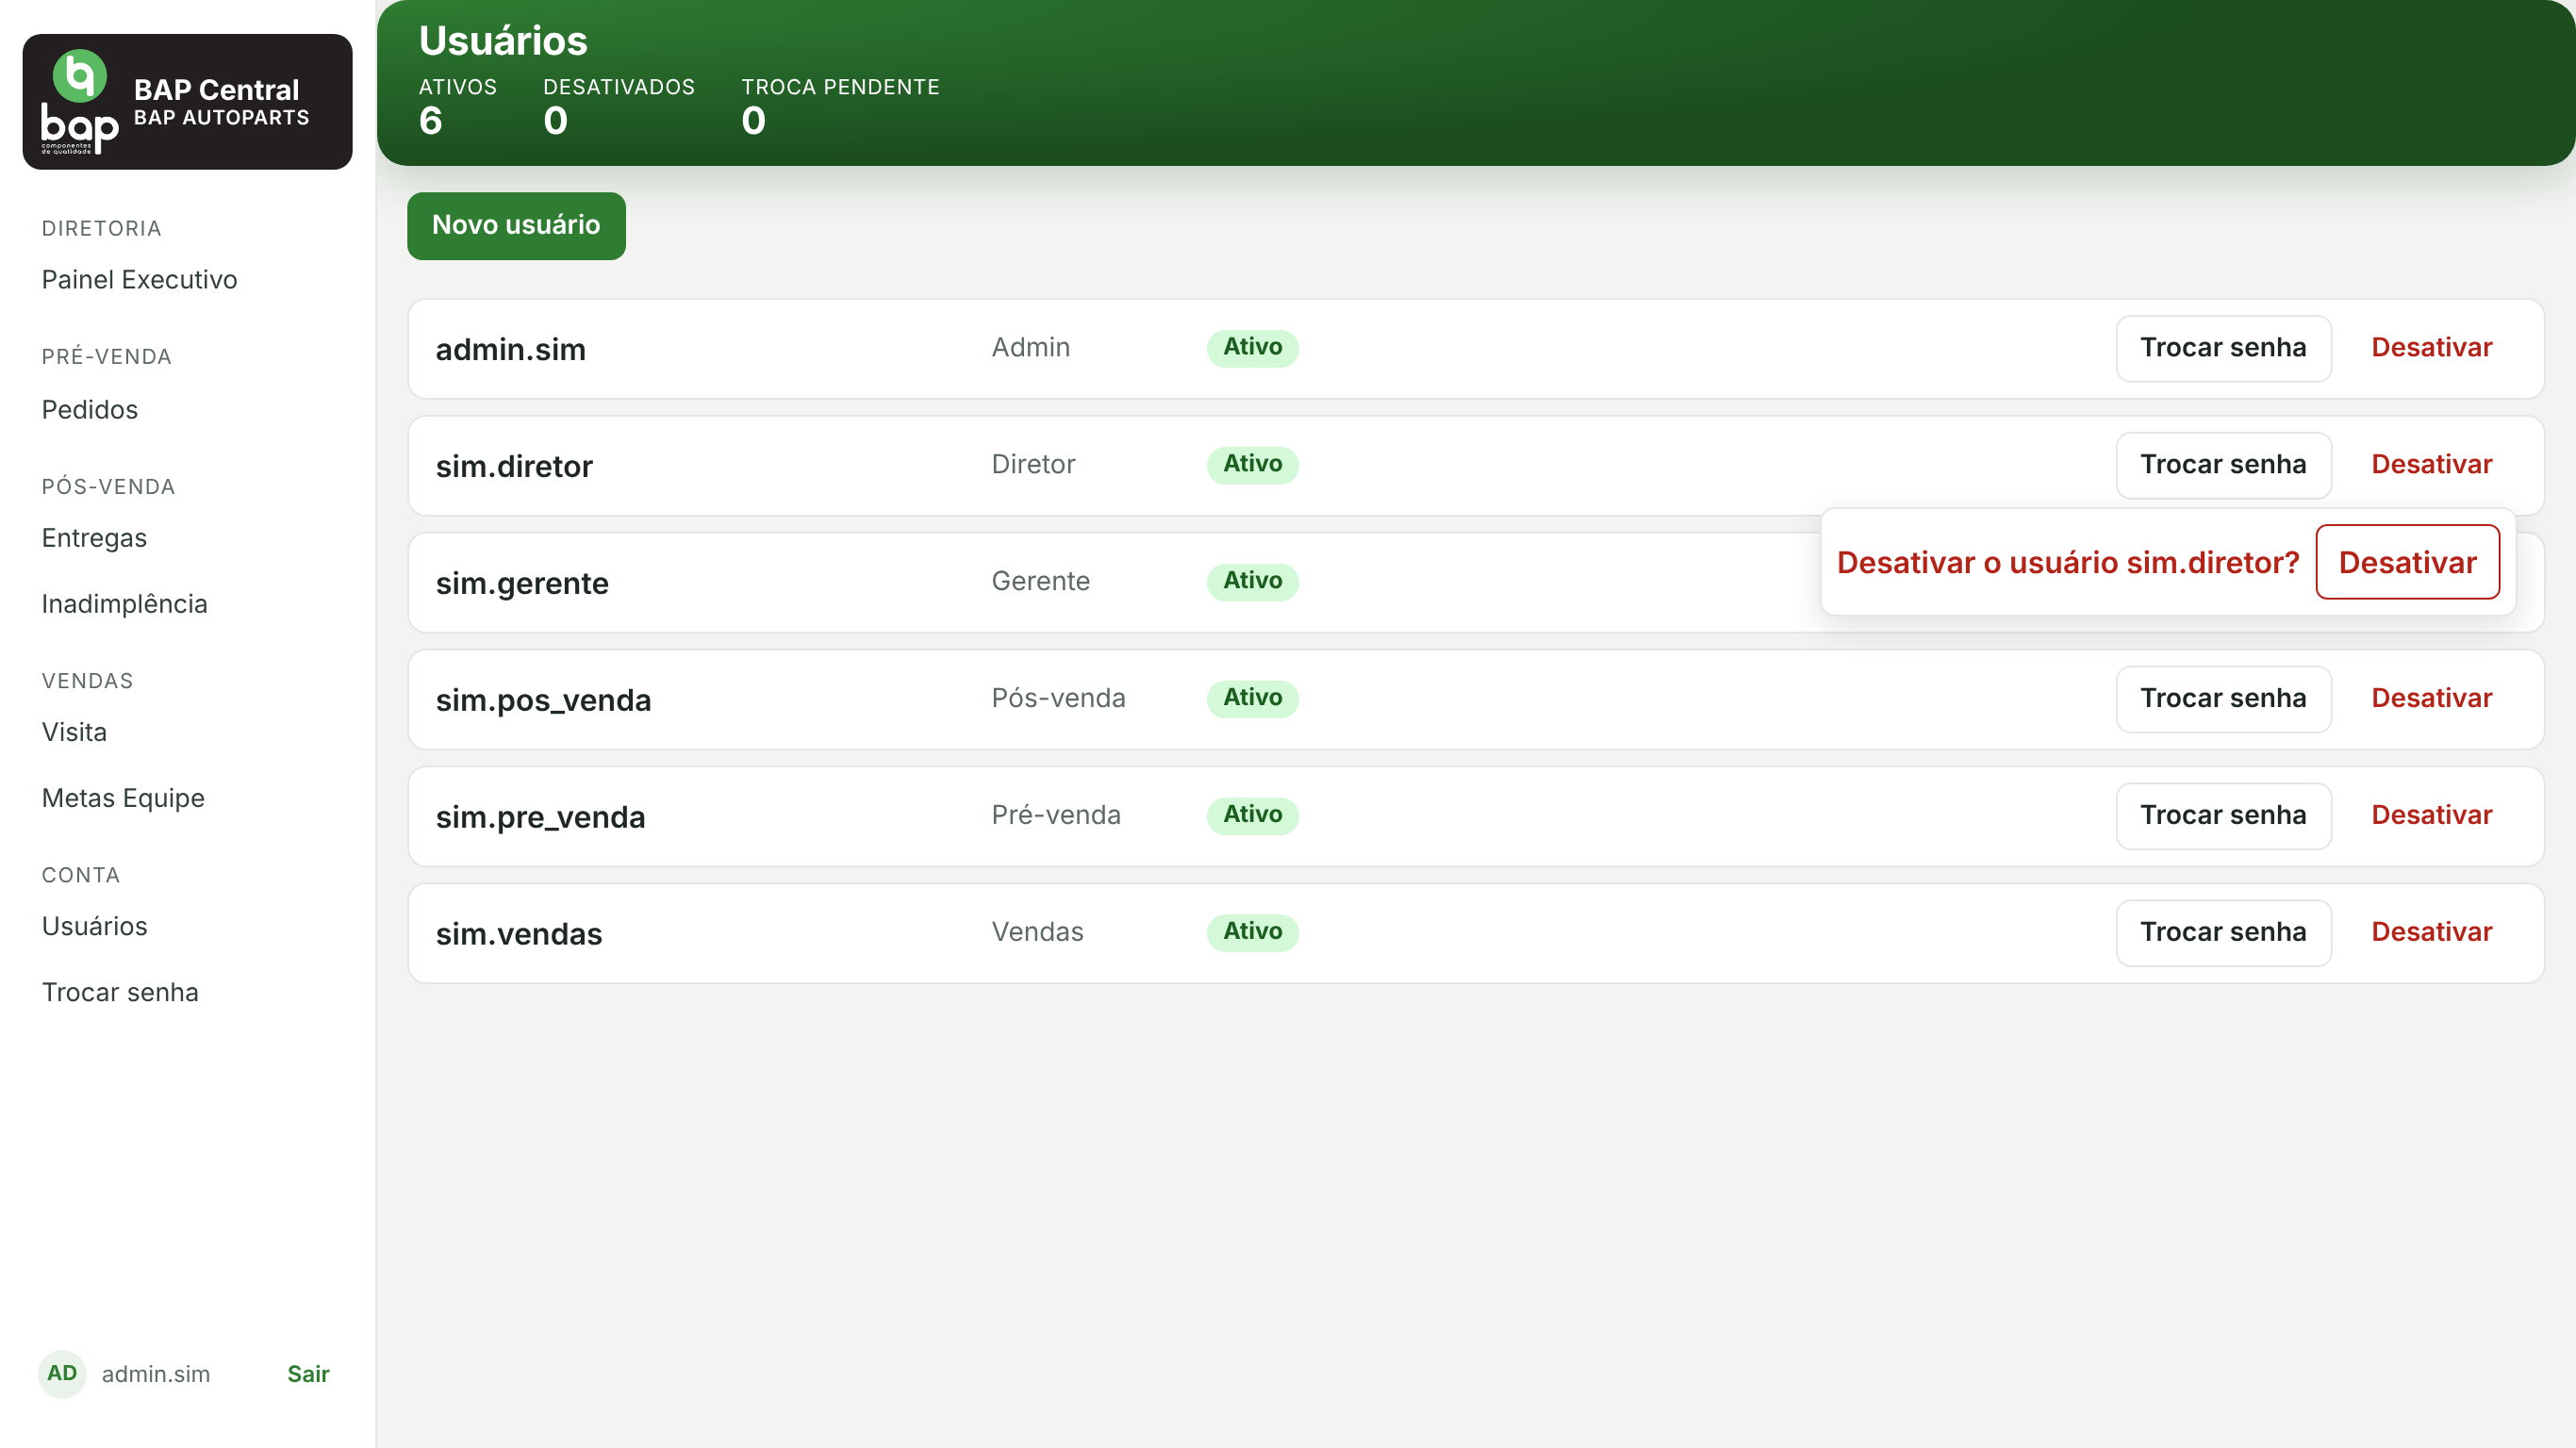 bap
componentes
de qualidade
BAP Central
BAP AUTOPARTS
DIRETORIA
Painel Executivo
PRÉ-VENDA
Pedidos
PÓS-VENDA
Entregas
Inadimplência
VENDAS
Visita
Metas Equipe
CONTA
Usuários
Trocar senha
AD admin.sim Sair
Usuários
ATIVOS DESATIVADOS TROCA PENDENTE
6 0 0
Novo usuário
admin.sim Admin Ativo Trocar senha Desativar
sim.diretor Diretor Ativo Trocar senha Desativar
Desativar o usuário sim.diretor? Desativar
sim.gerente Gerente Ativo
sim.pos_venda Pós-venda Ativo Trocar senha Desativar
sim.pre_venda Pré-venda Ativo Trocar senha Desativar
sim.vendas Vendas Ativo Trocar senha Desativar